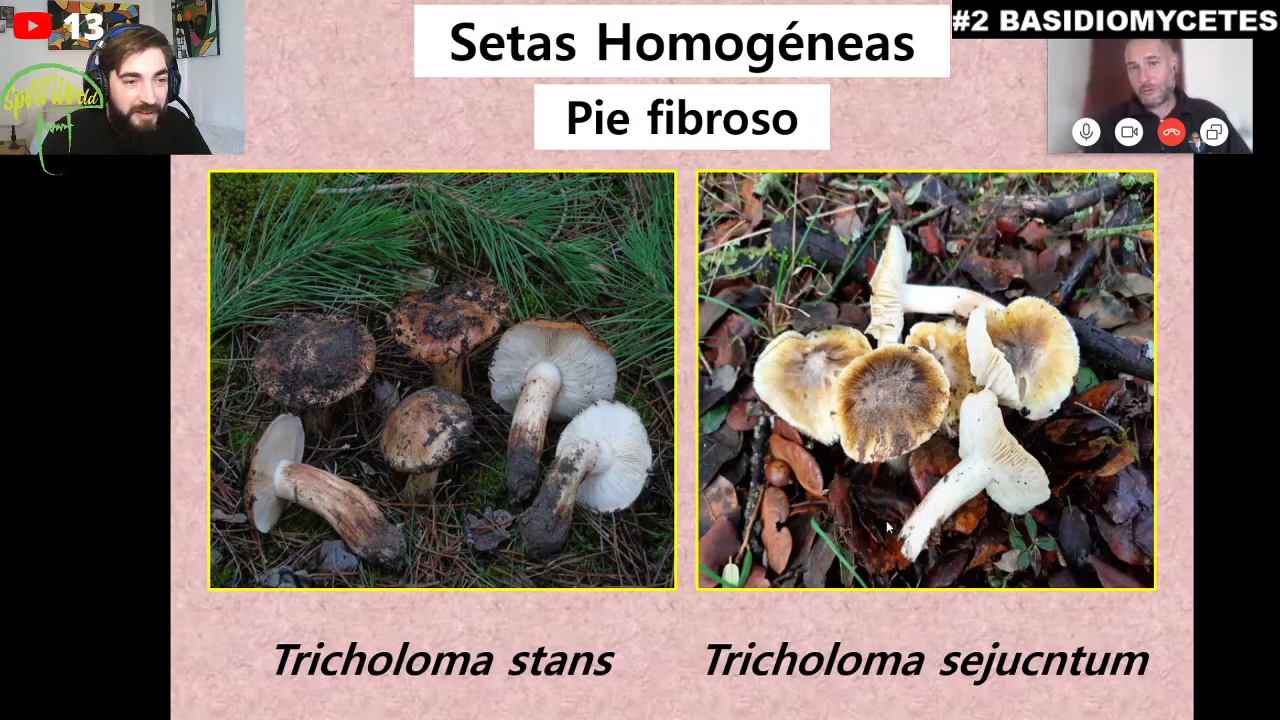 13
Setas Homogéneas
#2 BASIDIOMYCETES
Pie fibroso
Tricholoma stans
Tricholoma sejucntum